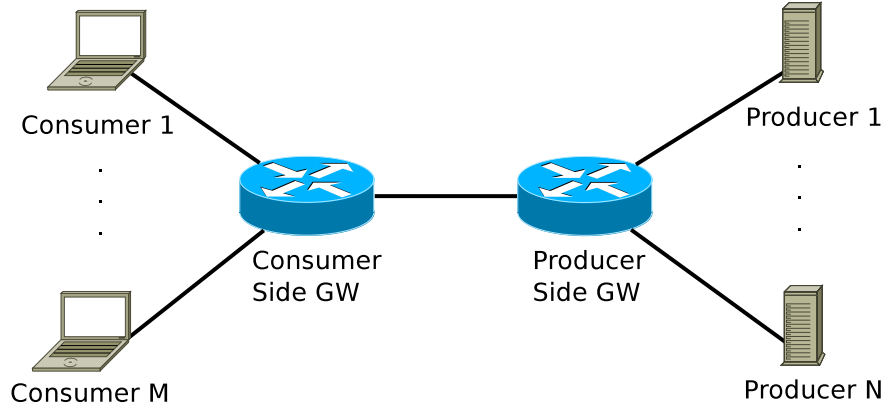 Consumer 1
Producer 1
Consumer
Side GW
Producer
Side GW
Consumer M
Producer N